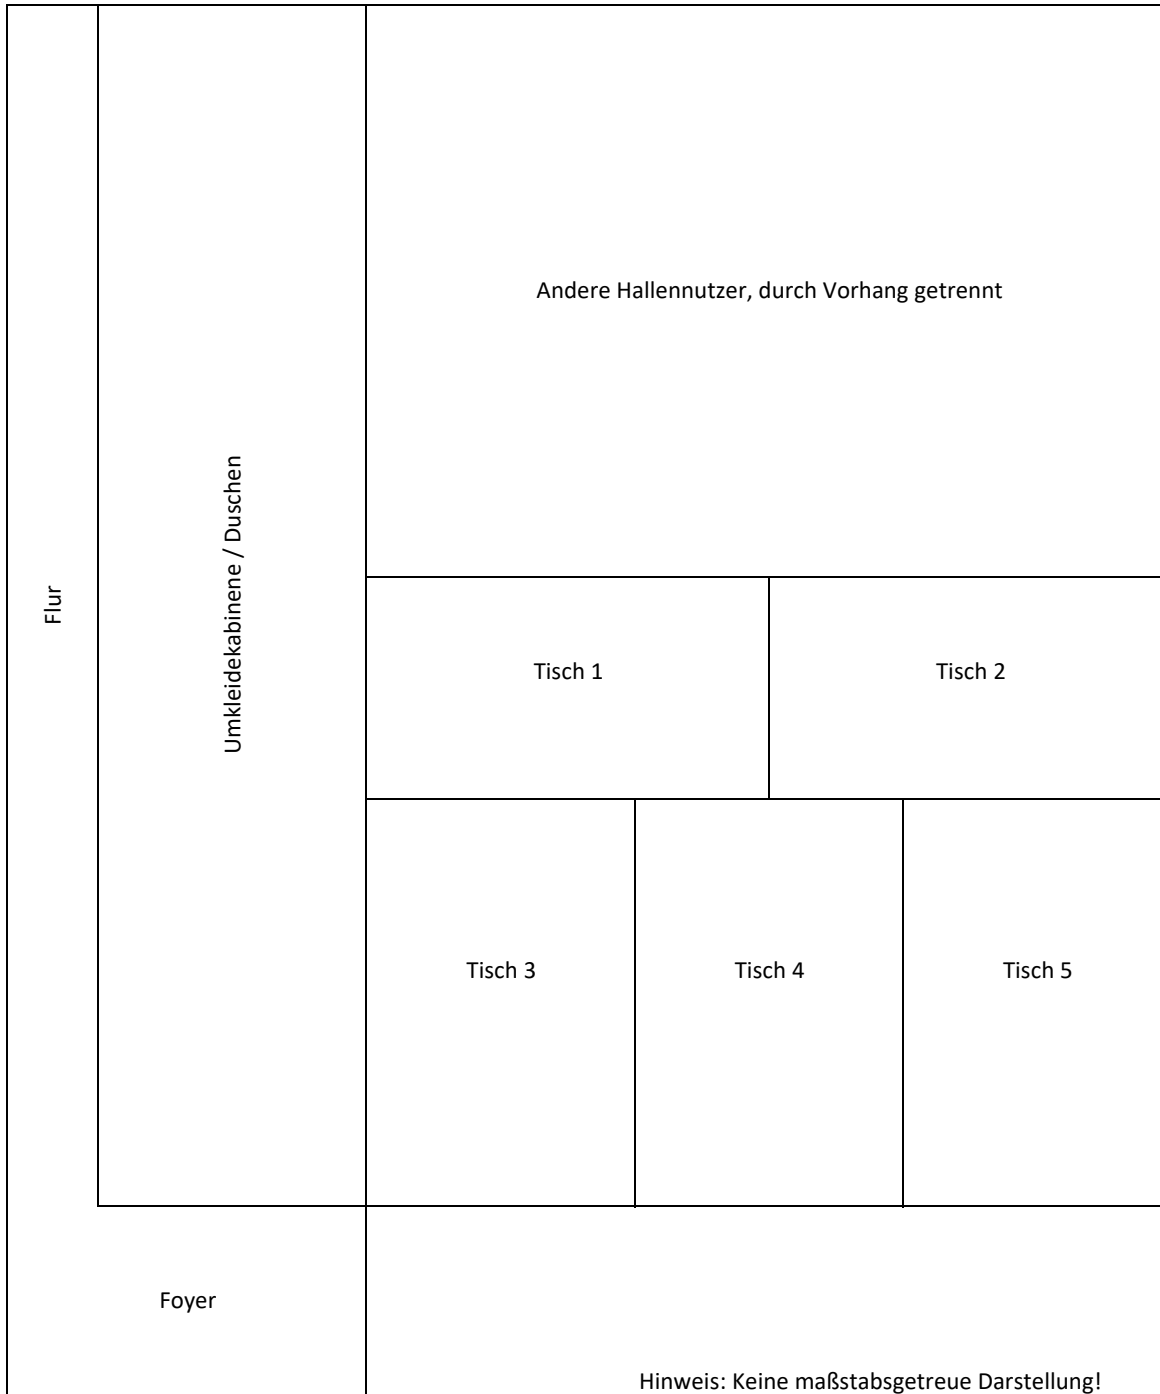 Andere Hallennutzer, durch Vorhang getrennt
Flur
Umkleidekabinene / Duschen
Tisch 1
Tisch 2
Tisch 3
Tisch 4
Tisch 5
Foyer
Hinweis: Keine maßstabsgetreue Darstellung!